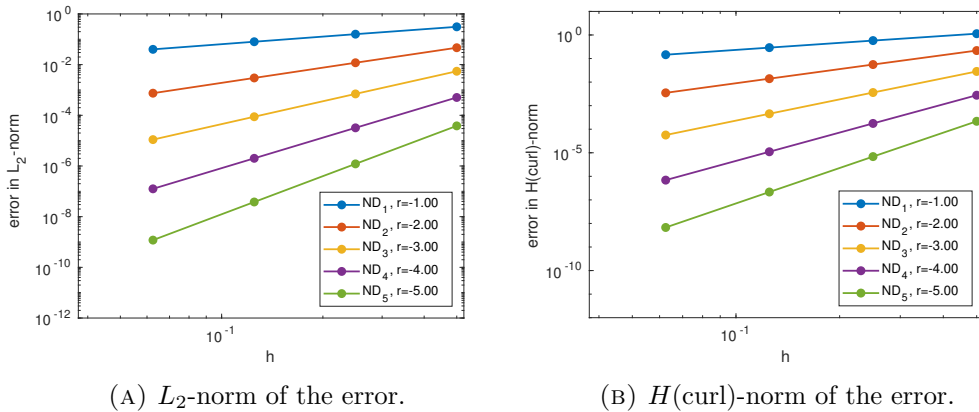 10^0
10^-2
10^-4
10^-6
10^-8
10^-10
10^-12
error in L_2-norm
ND_1, r=-1.00
ND_2, r=-2.00
ND_3, r=-3.00
ND_4, r=-4.00
ND_5, r=-5.00
10^-1
h
(A) L_2-norm of the error.
10^0
10^-5
10^-10
error in H(curl)-norm
ND_1, r=-1.00
ND_2, r=-2.00
ND_3, r=-3.00
ND_4, r=-4.00
ND_5, r=-5.00
10^-1
h
(B) H(curl)-norm of the error.